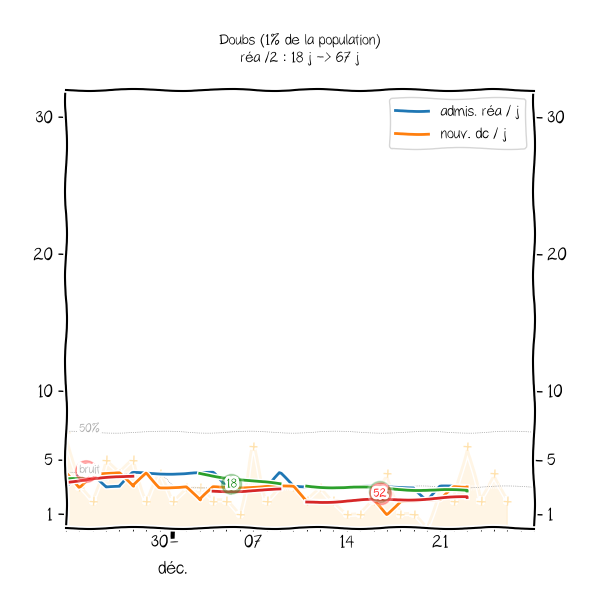 Doubs (1% de la population)
réa /2 : 18 j -> 67 j
admis. réa / j
nouv. dc / j
30 30
20 20
10 10
50%
5 5
bruit
18
52
1 1
30 07 14 21
déc.